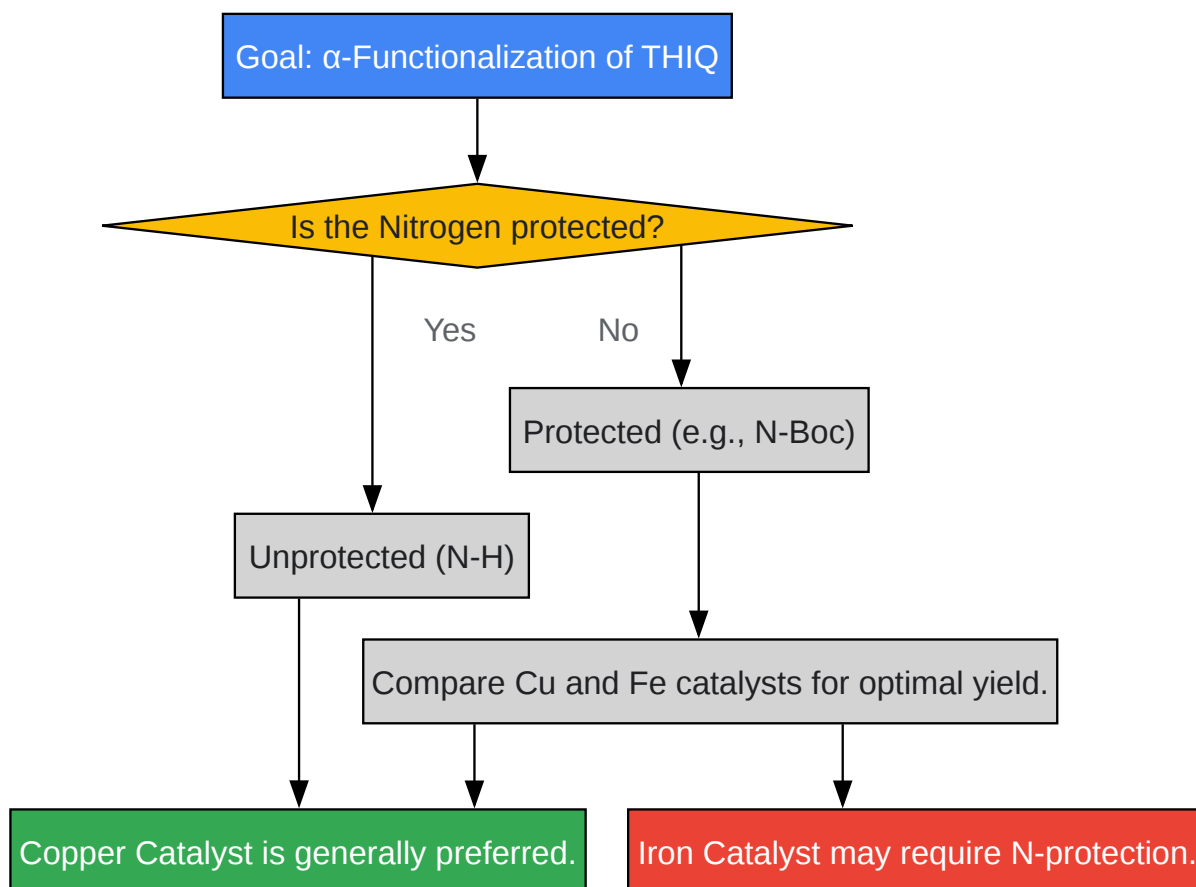 Goal: α-Functionalization of THIQ
Is the Nitrogen protected?
Yes
No
Protected (e.g., N-Boc)
Unprotected (N-H)
Compare Cu and Fe catalysts for optimal yield.
Copper Catalyst is generally preferred.
Iron Catalyst may require N-protection.